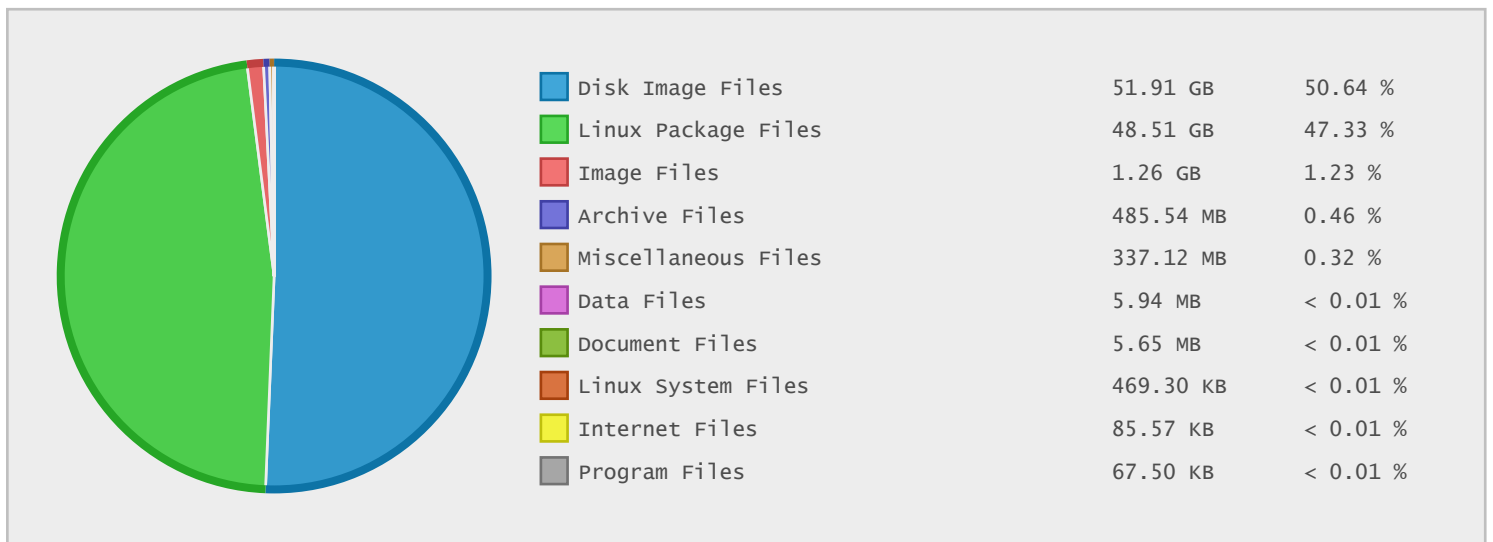 Disk Image Files 51.91 GB 50.64 %
Linux Package Files 48.51 GB 47.33 %
Image Files 1.26 GB 1.23 %
Archive Files 485.54 MB 0.46 %
Miscellaneous Files 337.12 MB 0.32 %
Data Files 5.94 MB < 0.01 %
Document Files 5.65 MB < 0.01 %
Linux System Files 469.30 KB < 0.01 %
Internet Files 85.57 KB < 0.01 %
Program Files 67.50 KB < 0.01 %